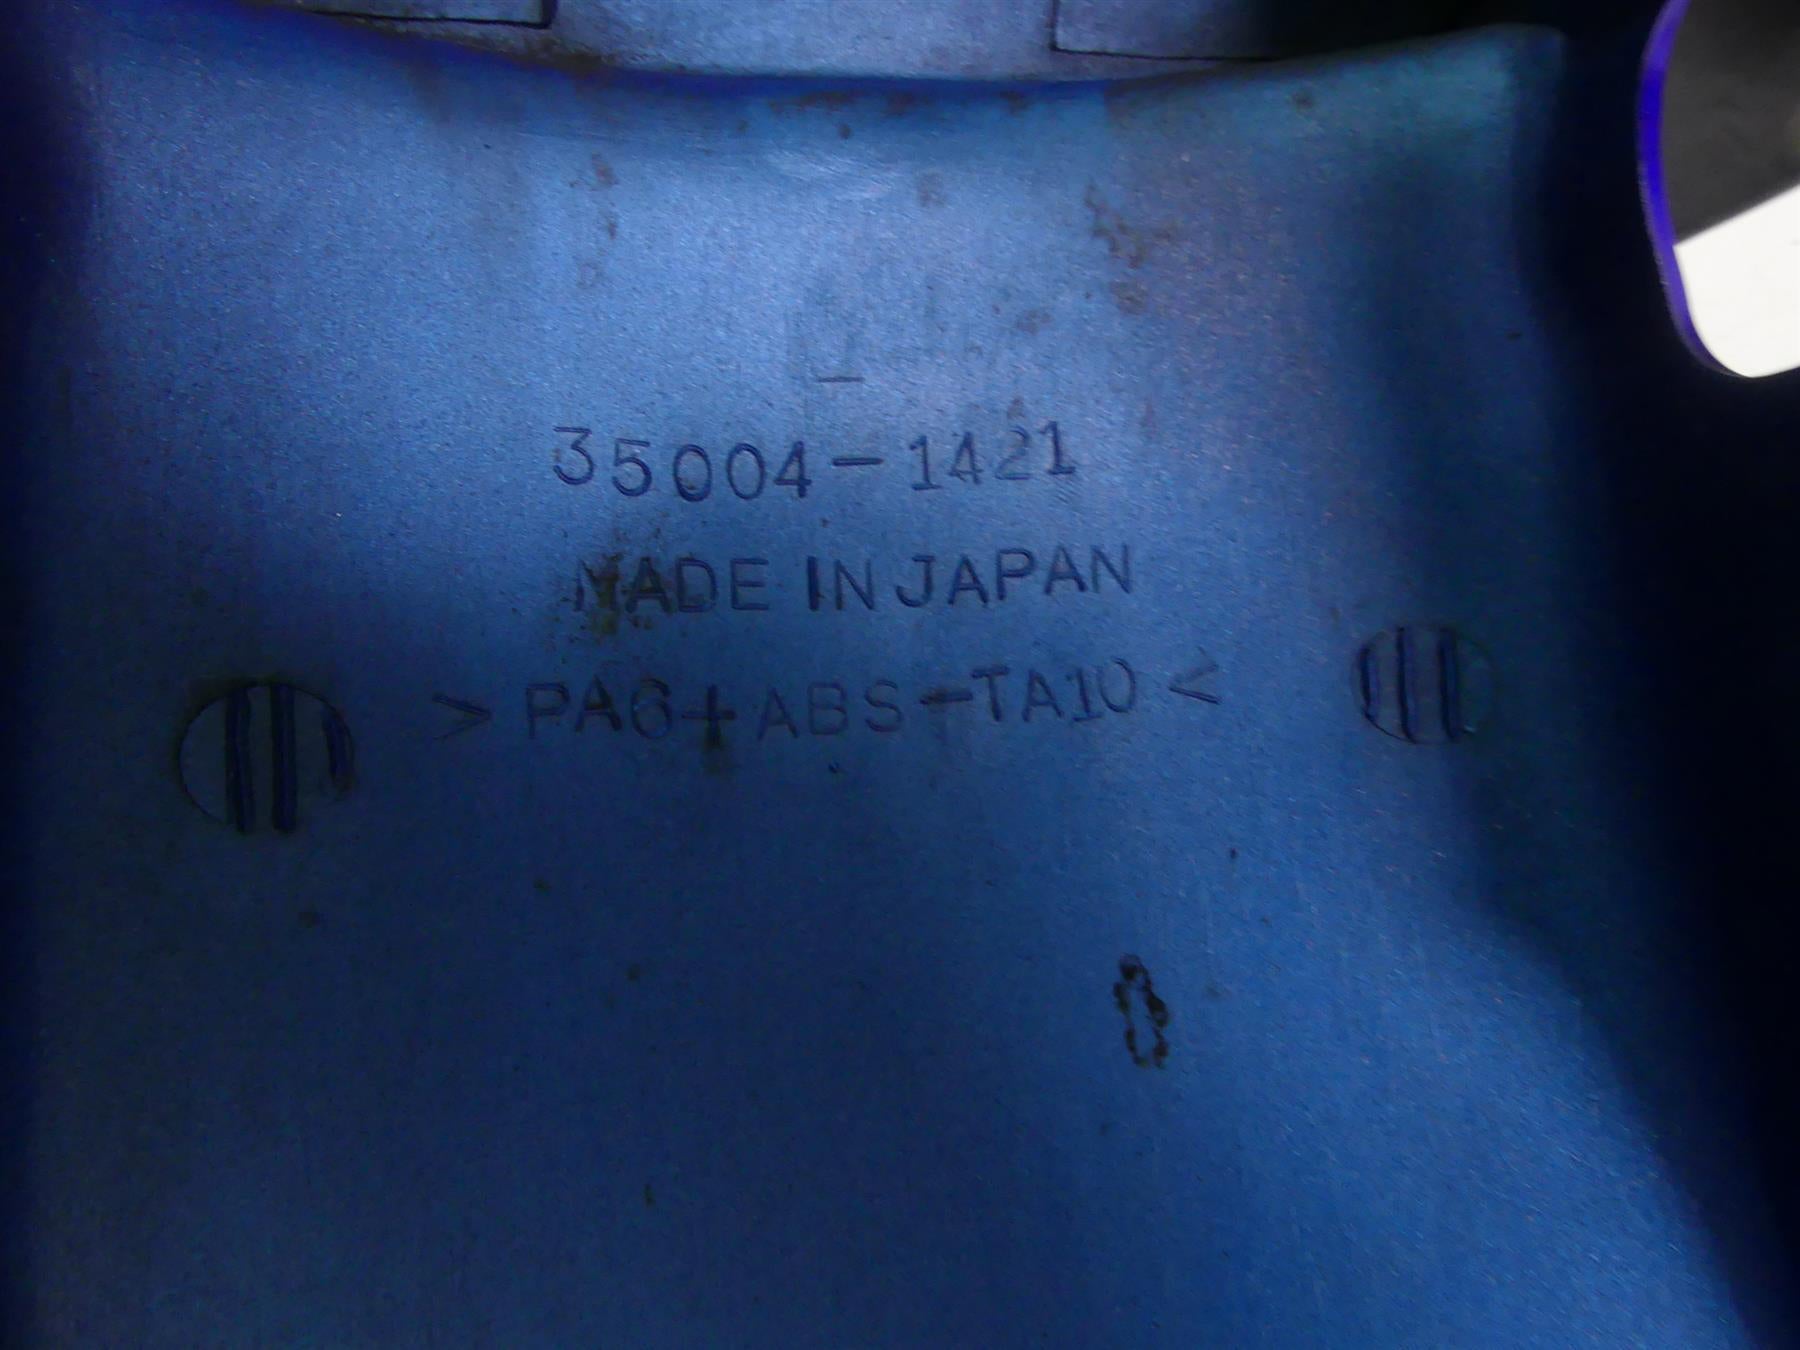 35004-1421
MADE IN JAPAN
>PA6+ABS-TA10<